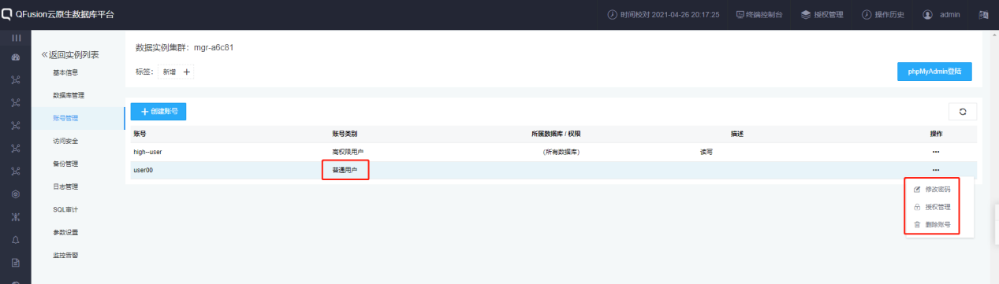 QFusion云原生数据库平台
时间校对 2021-04-26 20:17:25
终端控制台
授权管理
操作历史
admin
返回实例列表
基本信息
数据库管理
账号管理
访问安全
备份管理
日志管理
SQL审计
参数设置
监控告警
数据实例集群：mgr-a6c81
标签：
新增 +
phpMyAdmin登陆
+ 创建账号
账号 账号类别 所属数据库 / 权限 描述 操作
high--user 高权限用户 (所有数据库) 读写 •••
user00 普通用户 •••
修改密码
授权管理
删除账号